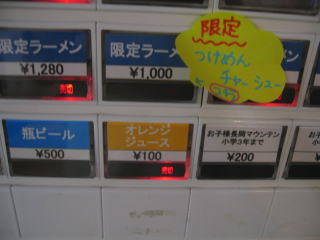 限定
つけめん
チャーシュー
限定ラーメン
¥1,280
売切
限定ラーメン
¥1,000
瓶ビール
¥500
オレンジ
ジュース
¥100
売切
お子様長岡マウンテン
小学3年まで
¥200